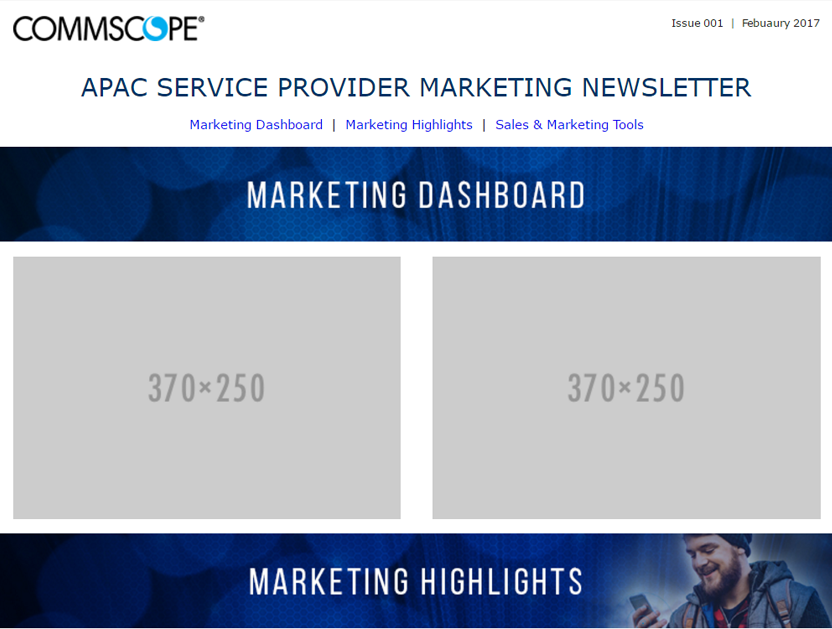 COMMSCOPE®
Issue 001 | Febuaury 2017
APAC SERVICE PROVIDER MARKETING NEWSLETTER
Marketing Dashboard | Marketing Highlights | Sales & Marketing Tools
MARKETING DASHBOARD
370×250 370×250
MARKETING HIGHLIGHTS